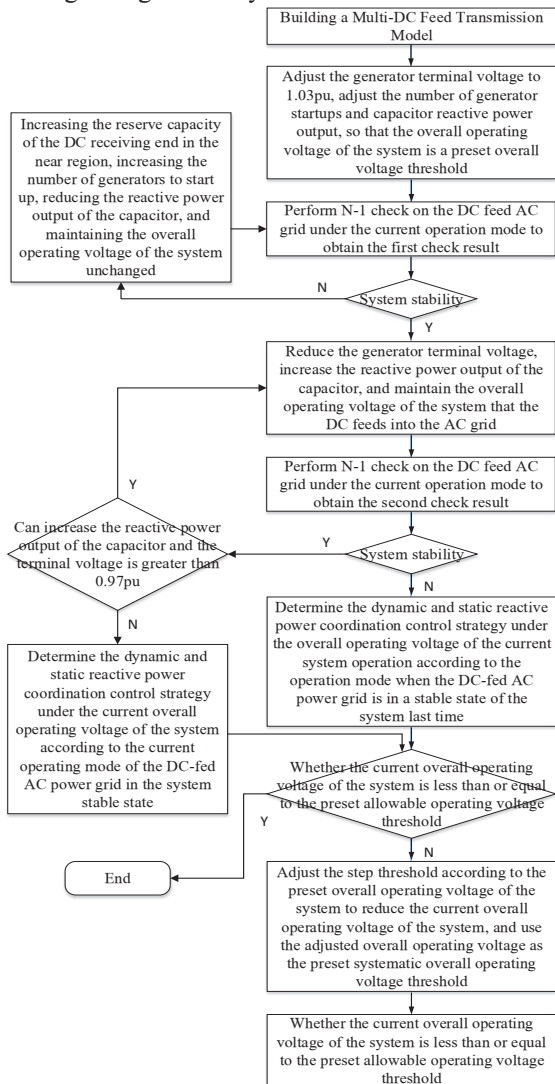 Building a Multi-DC Feed Transmission
Model
Adjust the generator terminal voltage to
1.03pu, adjust the number of generator
startups and capacitor reactive power
output, so that the overall operating
voltage of the system is a preset overall
voltage threshold
Increasing the reserve capacity
of the DC receiving end in the
near region, increasing the
number of generators to start
up, reducing the reactive power
output of the capacitor, and
maintaining the overall
operating voltage of the system
unchanged
Perform N-1 check on the DC feed AC
grid under the current operation mode to
obtain the first check result
N
System stability
Y
Reduce the generator terminal voltage,
increase the reactive power output of the
capacitor, and maintain the overall
operating voltage of the system that the
DC feeds into the AC grid
Perform N-1 check on the DC feed AC
grid under the current operation mode to
obtain the second check result
Y
Can increase the reactive power
output of the capacitor and the
terminal voltage is greater than
0.97pu
Y
System stability
N
N
Determine the dynamic and static reactive
power coordination control strategy under
the overall operating voltage of the current
system operation according to the
operation mode when the DC-fed AC
power grid is in a stable state of the
system last time
Determine the dynamic and
static reactive power
coordination control strategy
under the current overall
operating voltage of the system
according to the current
operating mode of the DC-fed
AC power grid in the system
stable state
Whether the current overall operating
voltage of the system is less than or equal
to the preset allowable operating voltage
threshold
Y
N
End
Adjust the step threshold according to the
preset overall operating voltage of the
system to reduce the current overall
operating voltage of the system, and use
the adjusted overall operating voltage as
the preset systematic overall operating
voltage threshold
Whether the current overall operating
voltage of the system is less than or equal
to the preset allowable operating voltage
threshold